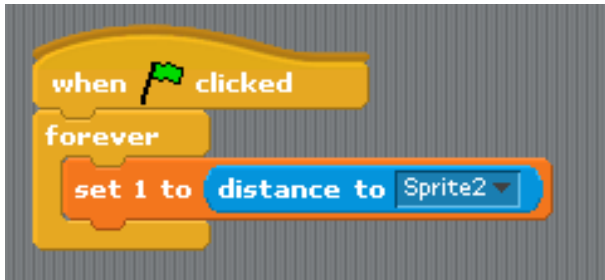 when clicked
forever
set 1 to distance to Sprite2